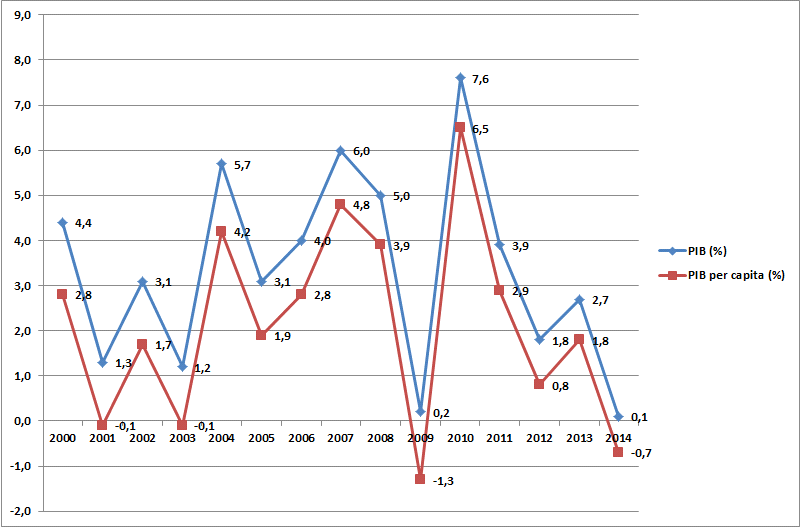 9,0
8,0
7,0
6,0
5,0
4,0
3,0
2,0
1,0
0,0
-1,0
-2,0
2000 2001 2002 2003 2004 2005 2006 2007 2008 2009 2010 2011 2012 2013 2014
4,4 1,3 3,1 1,2 5,7 3,1 4,0 6,0 5,0 0,2 7,6 3,9 1,8 2,7 0,1
2,8 -0,1 1,7 -0,1 4,2 1,9 2,8 4,8 3,9 -1,3 6,5 2,9 0,8 1,8 -0,7
PIB (%)
PIB per capita (%)